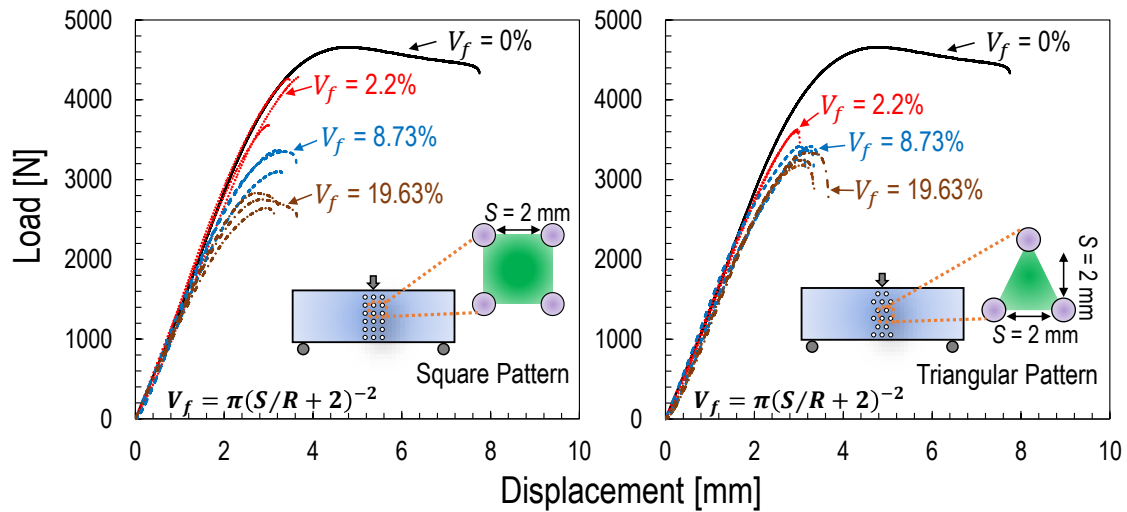 Load [N]
5000
4000
3000
2000
1000
0
0 2 4 6 8 10
V_f = 0%
V_f = 2.2%
V_f = 8.73%
V_f = 19.63%
S = 2 mm
Square Pattern
V_f = π(S/R + 2)^{-2}
5000
4000
3000
2000
1000
0
0 2 4 6 8 10
V_f = 0%
V_f = 2.2%
V_f = 8.73%
V_f = 19.63%
S = 2 mm
S = 2 mm
Triangular Pattern
V_f = π(S/R + 2)^{-2}
Displacement [mm]